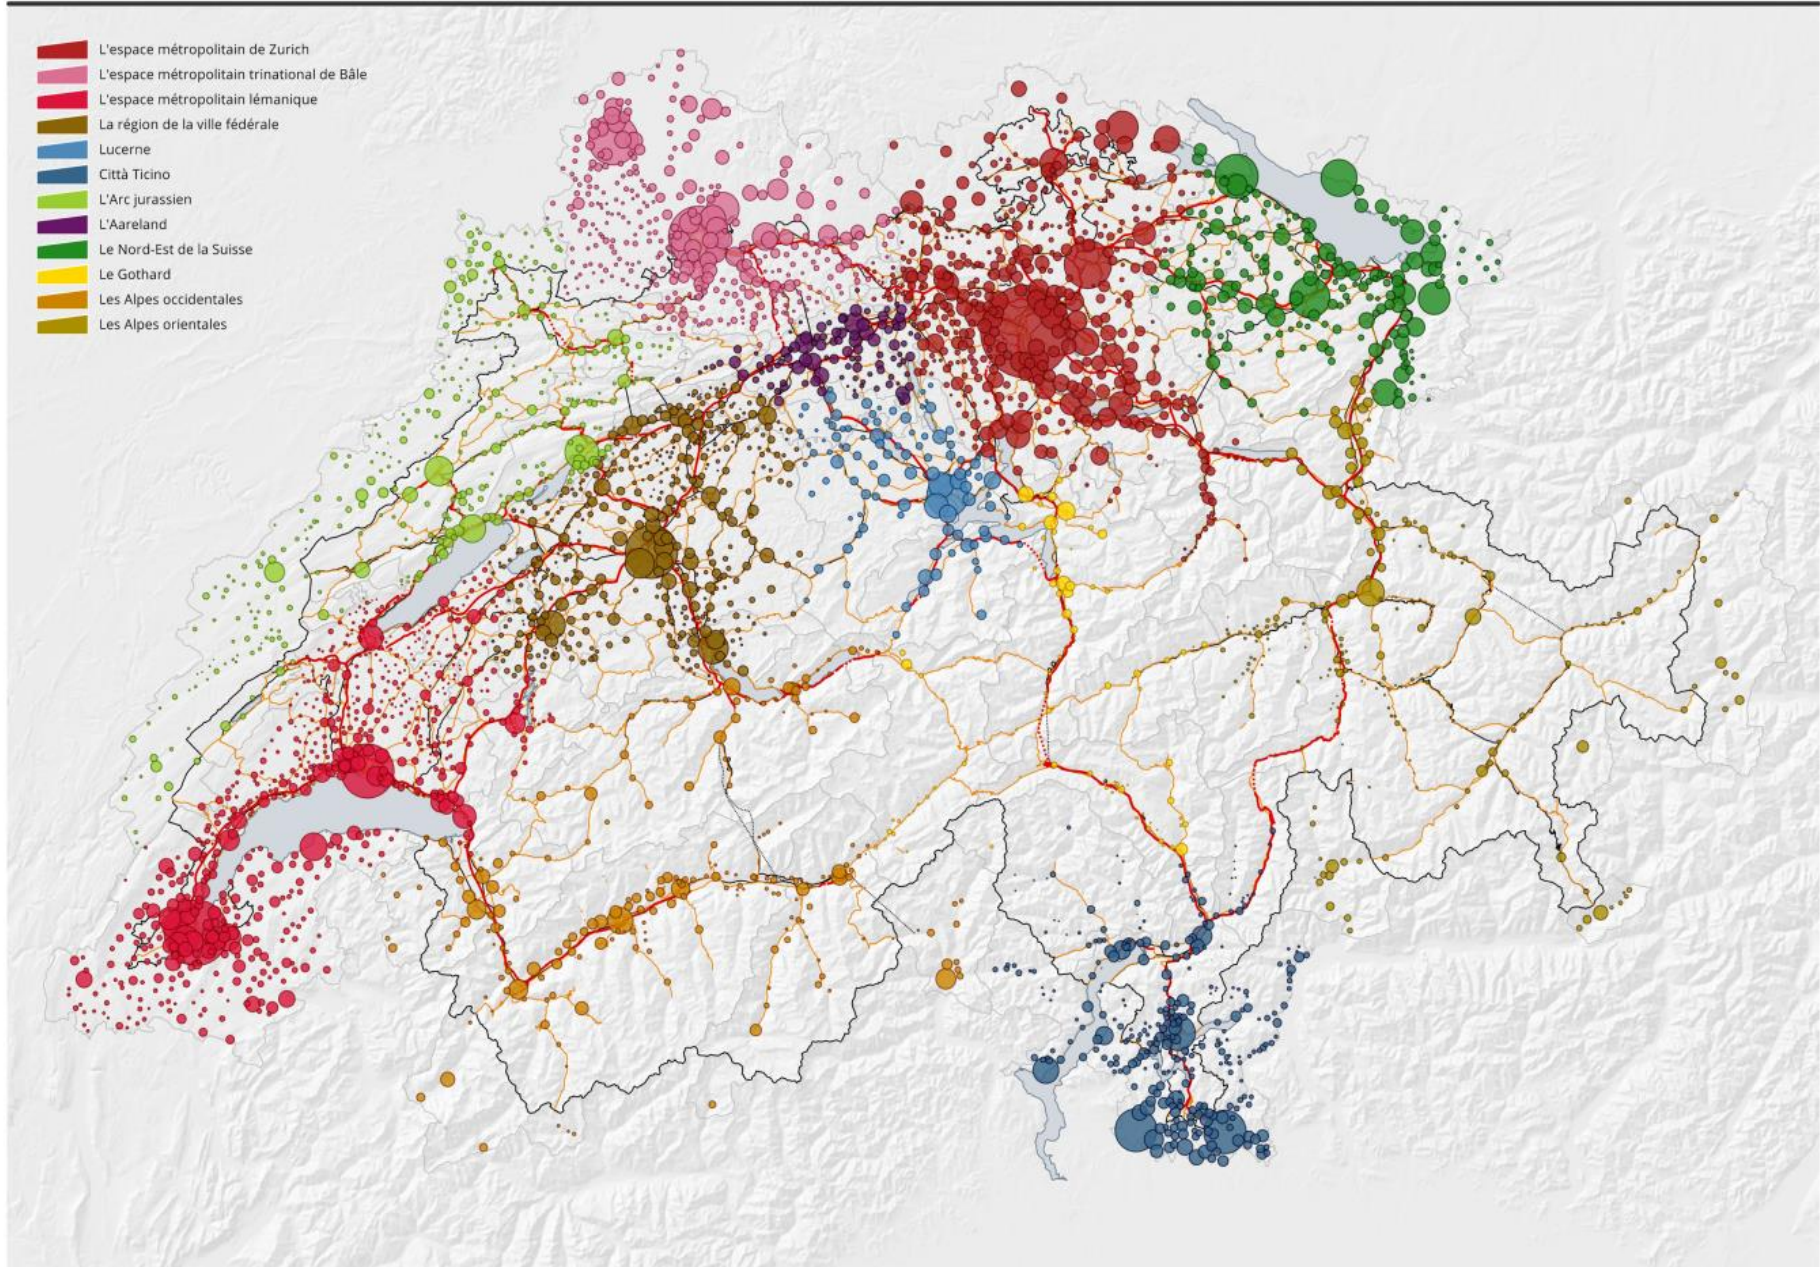 L'espace métropolitain de Zurich
L'espace métropolitain trinational de Bâle
L'espace métropolitain lémanique
La région de la ville fédérale
Lucerne
Città Ticino
L'Arc jurassien
L'Aareland
Le Nord-Est de la Suisse
Le Gothard
Les Alpes occidentales
Les Alpes orientales